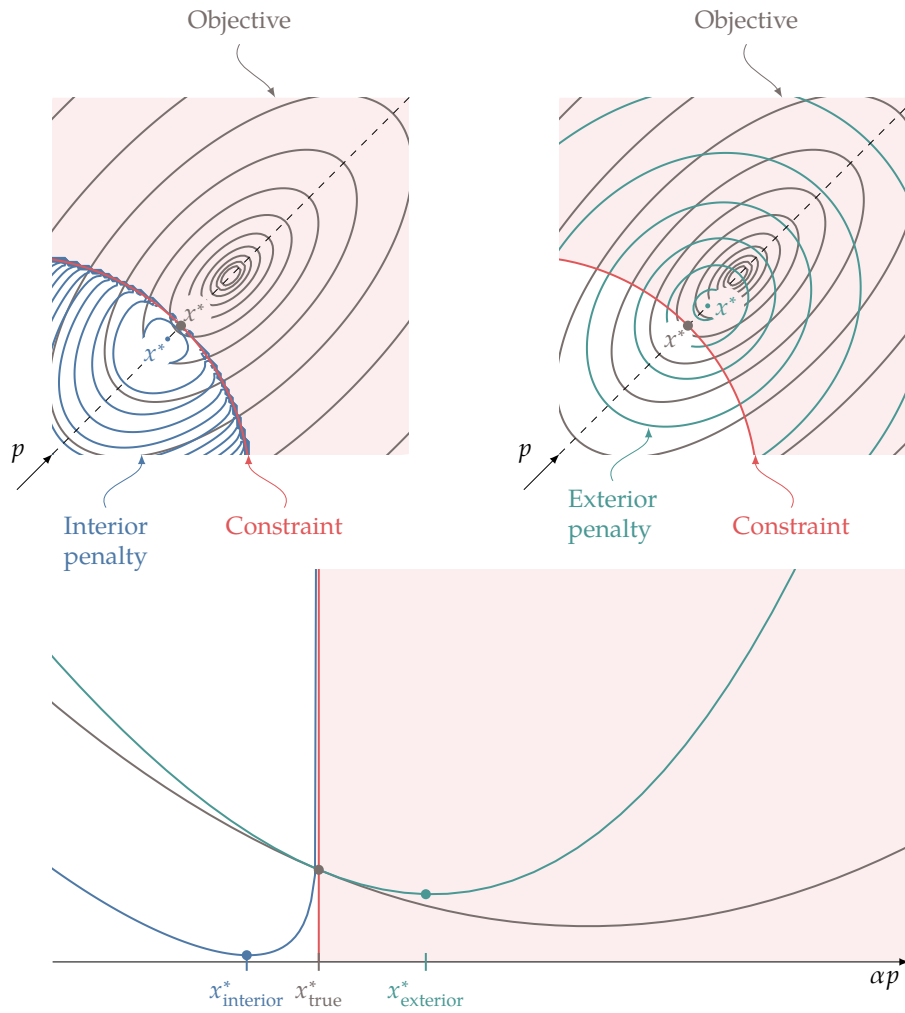 Objective
Objective
x*
x*
x*
x*
p
p
Interior
penalty
Constraint
Exterior
penalty
Constraint
x*interior
x*true
x*exterior
αp